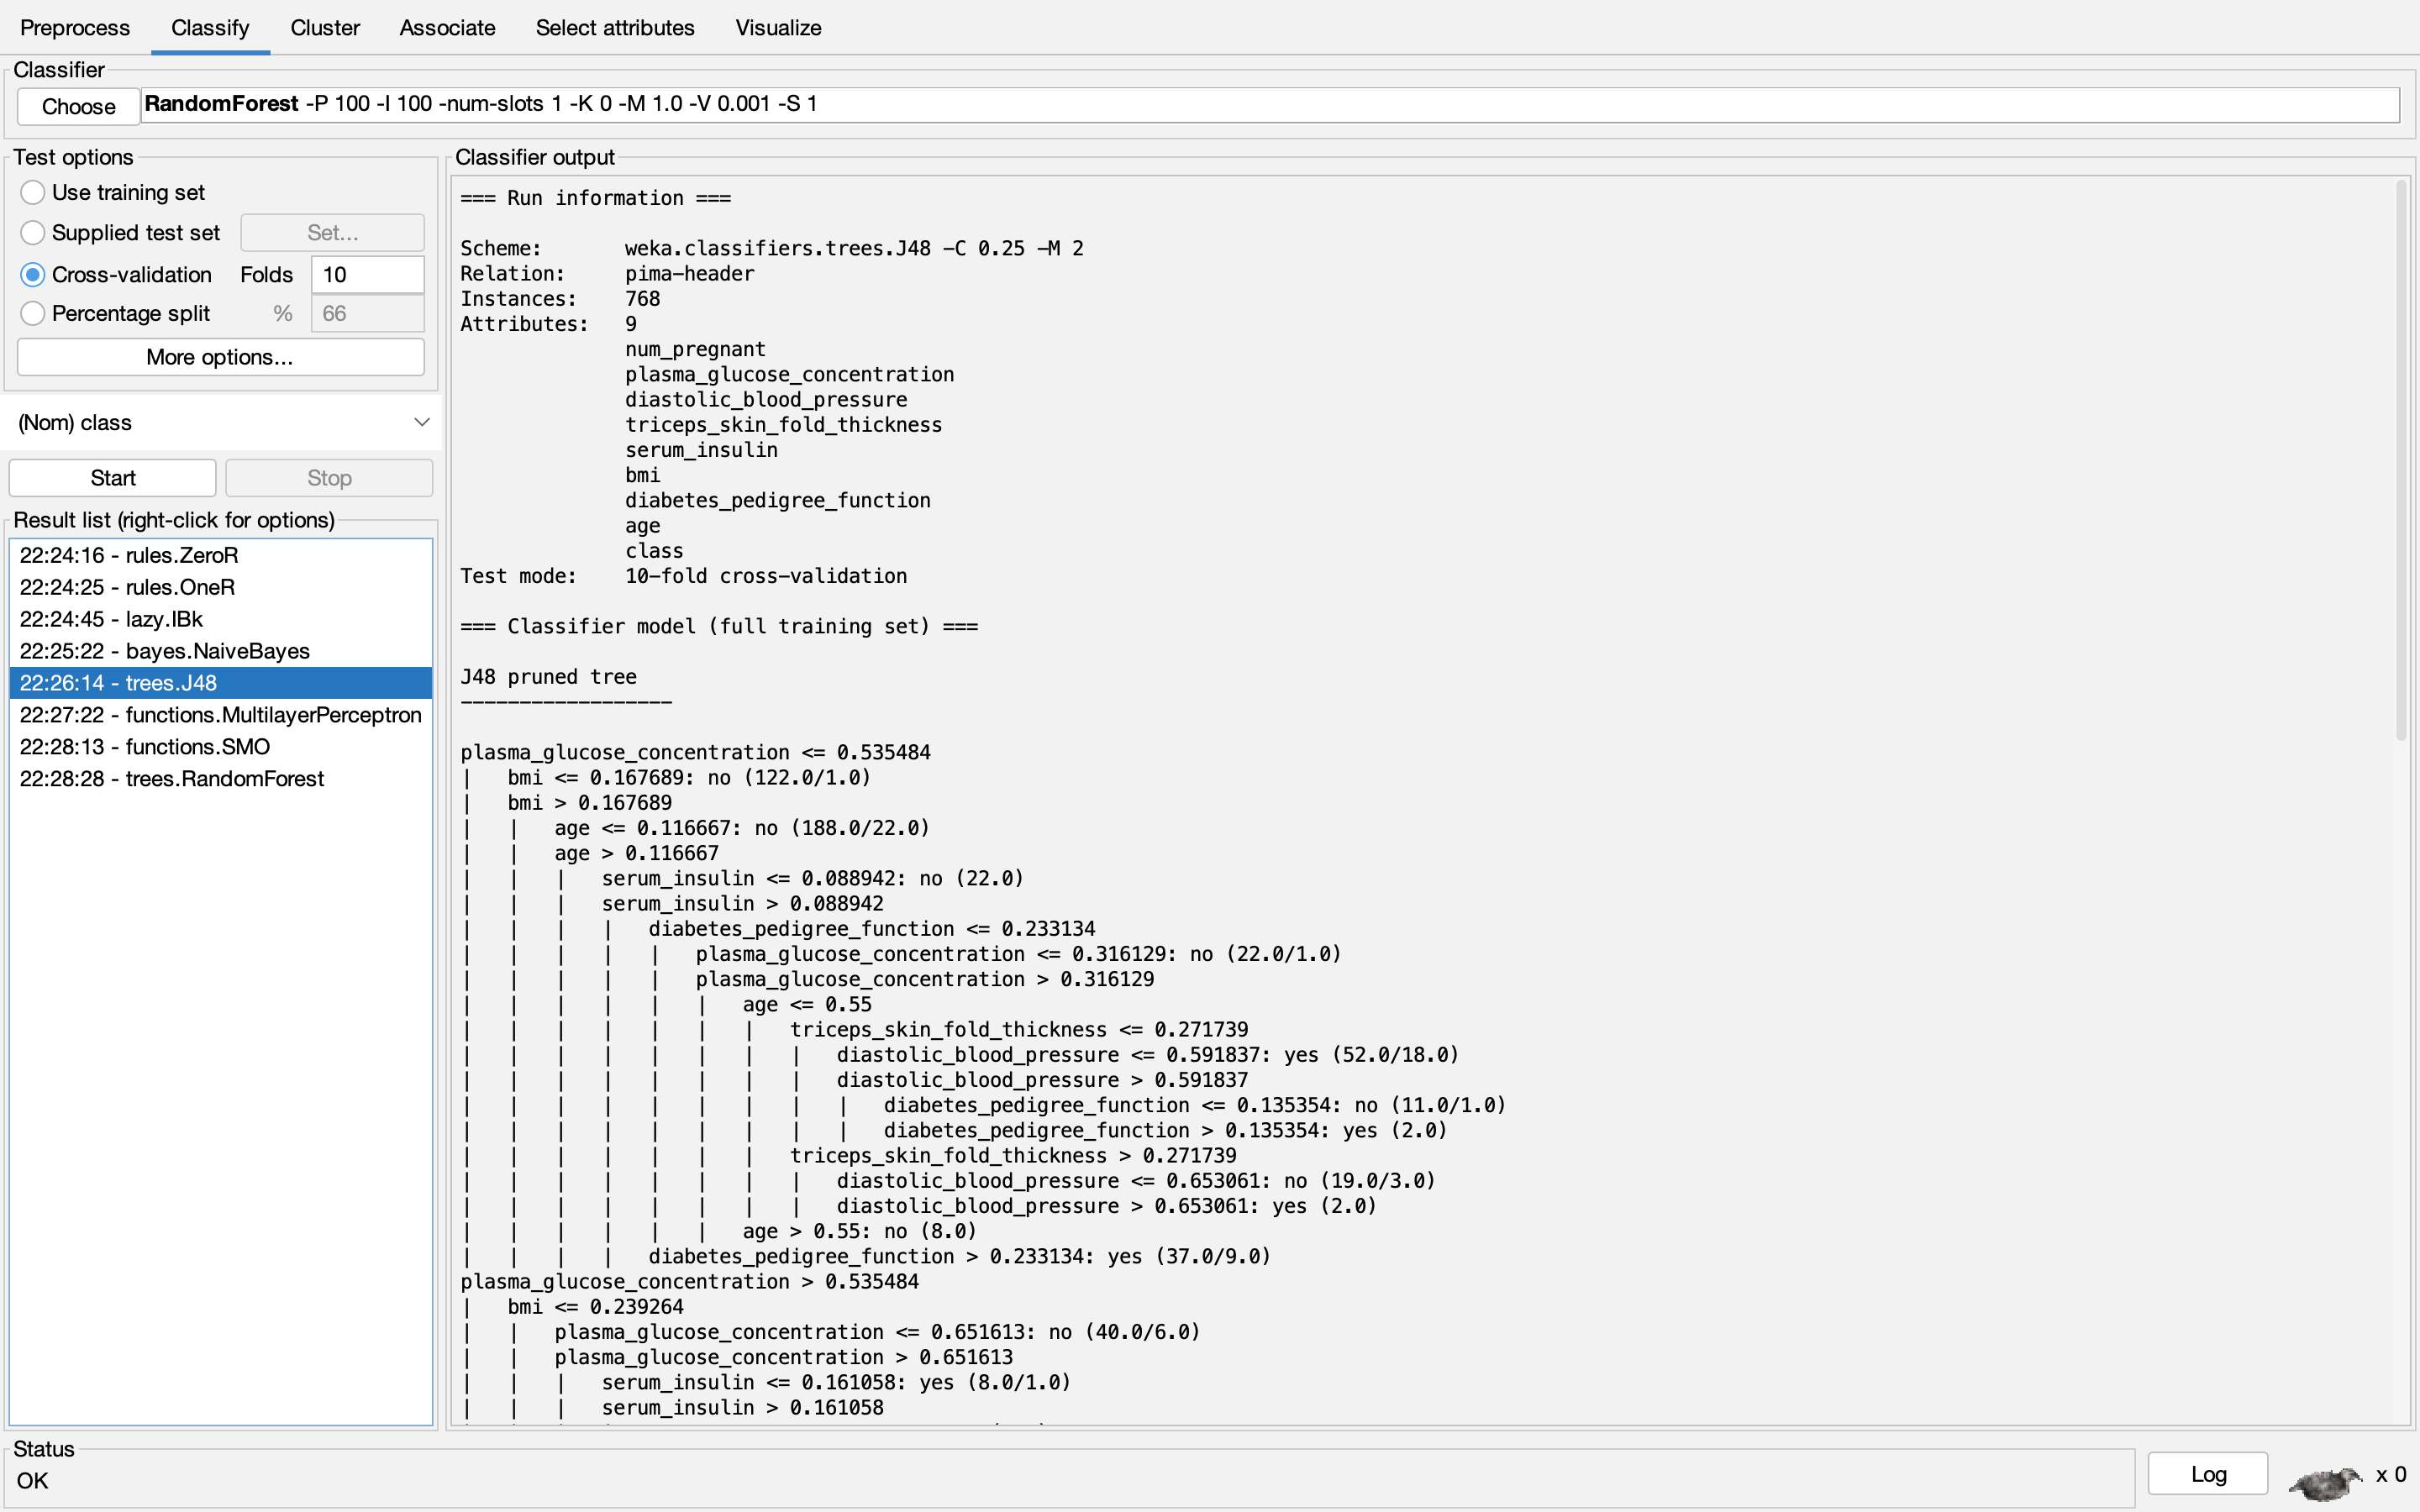 Preprocess Classify Cluster Associate Select attributes Visualize
Classifier
Choose RandomForest -P 100 -I 100 -num-slots 1 -K 0 -M 1.0 -V 0.001 -S 1
Test options
Use training set
Supplied test set Set...
Cross-validation Folds 10
Percentage split % 66
More options...
(Nom) class
Start Stop
Result list (right-click for options)
22:24:16 - rules.ZeroR
22:24:25 - rules.OneR
22:24:45 - lazy.IBk
22:25:22 - bayes.NaiveBayes
22:26:14 - trees.J48
22:27:22 - functions.MultilayerPerceptron
22:28:13 - functions.SMO
22:28:28 - trees.RandomForest
Classifier output
=== Run information ===
Scheme: weka.classifiers.trees.J48 -C 0.25 -M 2
Relation: pima-header
Instances: 768
Attributes: 9
num_pregnant
plasma_glucose_concentration
diastolic_blood_pressure
triceps_skin_fold_thickness
serum_insulin
bmi
diabetes_pedigree_function
age
class
Test mode: 10-fold cross-validation
=== Classifier model (full training set) ===
J48 pruned tree
------------------
plasma_glucose_concentration <= 0.535484
| bmi <= 0.167689: no (122.0/1.0)
| bmi > 0.167689
| | age <= 0.116667: no (188.0/22.0)
| | age > 0.116667
| | | serum_insulin <= 0.088942: no (22.0)
| | | serum_insulin > 0.088942
| | | | diabetes_pedigree_function <= 0.233134
| | | | | plasma_glucose_concentration <= 0.316129: no (22.0/1.0)
| | | | | plasma_glucose_concentration > 0.316129
| | | | | | age <= 0.55
| | | | | | | triceps_skin_fold_thickness <= 0.271739
| | | | | | | | diastolic_blood_pressure <= 0.591837: yes (52.0/18.0)
| | | | | | | | diastolic_blood_pressure > 0.591837
| | | | | | | | | diabetes_pedigree_function <= 0.135354: no (11.0/1.0)
| | | | | | | | | diabetes_pedigree_function > 0.135354: yes (2.0)
| | | | | | | triceps_skin_fold_thickness > 0.271739
| | | | | | | | diastolic_blood_pressure <= 0.653061: no (19.0/3.0)
| | | | | | | | diastolic_blood_pressure > 0.653061: yes (2.0)
| | | | | | age > 0.55: no (8.0)
| | | | diabetes_pedigree_function > 0.233134: yes (37.0/9.0)
plasma_glucose_concentration > 0.535484
| bmi <= 0.239264
| | plasma_glucose_concentration <= 0.651613: no (40.0/6.0)
| | plasma_glucose_concentration > 0.651613
| | | serum_insulin <= 0.161058: yes (8.0/1.0)
| | | serum_insulin > 0.161058
Status
OK
Log x 0